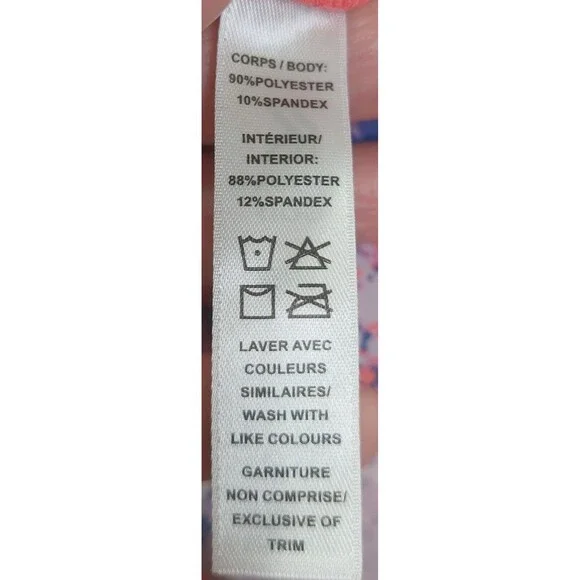 CORPS / BODY:
90%POLYESTER
10%SPANDEX
INTÉRIEUR/
INTERIOR:
88%POLYESTER
12%SPANDEX
LAVER AVEC
COULEURS
SIMILAIRES/
WASH WITH
LIKE COLOURS
GARNITURE
NON COMPRISE/
EXCLUSIVE OF
TRIM